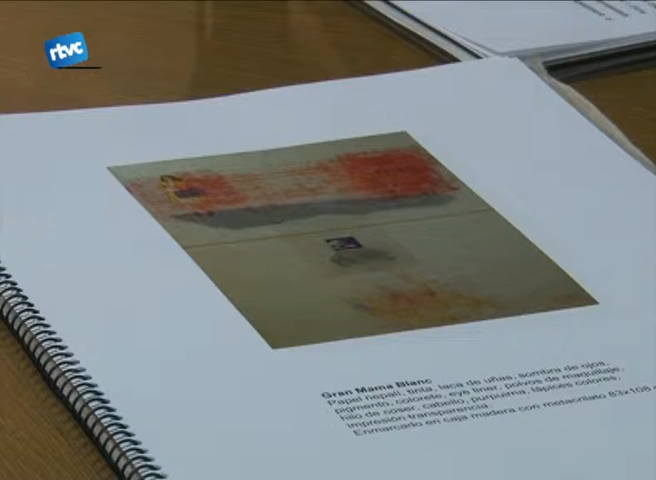 rtvc
Gran Mama Blanc
Papel nepalí, tinta, laca de uñas, sombra de ojos,
pigmento, colorete, eye liner, polvos de maquillaje,
hilo de coser, cabello, purpurina, lápices colores,
impresión transparencia.
Enmarcado en caja madera con metacrilato 83x108